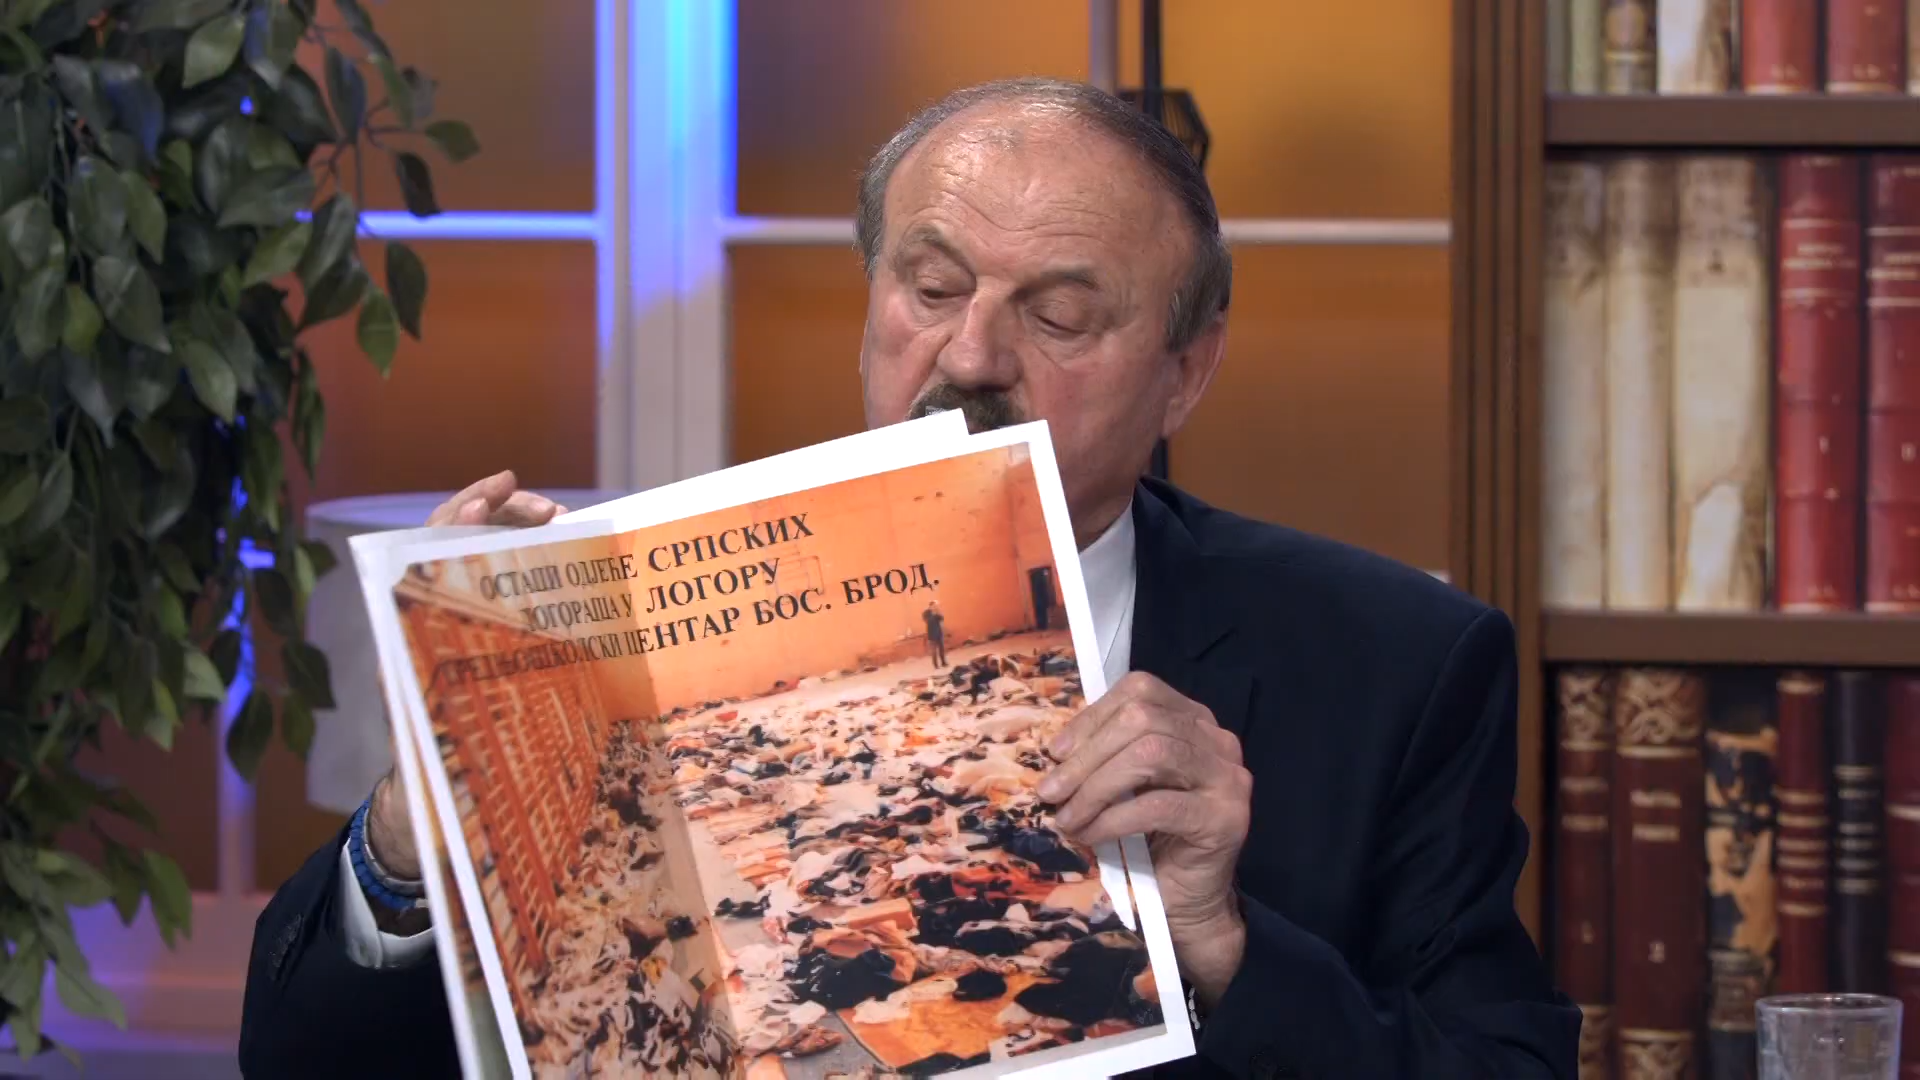 ОСТАЦИ ОДЈЕЋЕ СРПСКИХ
ЛОГОРАША У ЛОГОРУ
СРЕДЊОШКОЛСКИ ЦЕНТАР БОС. БРОД.